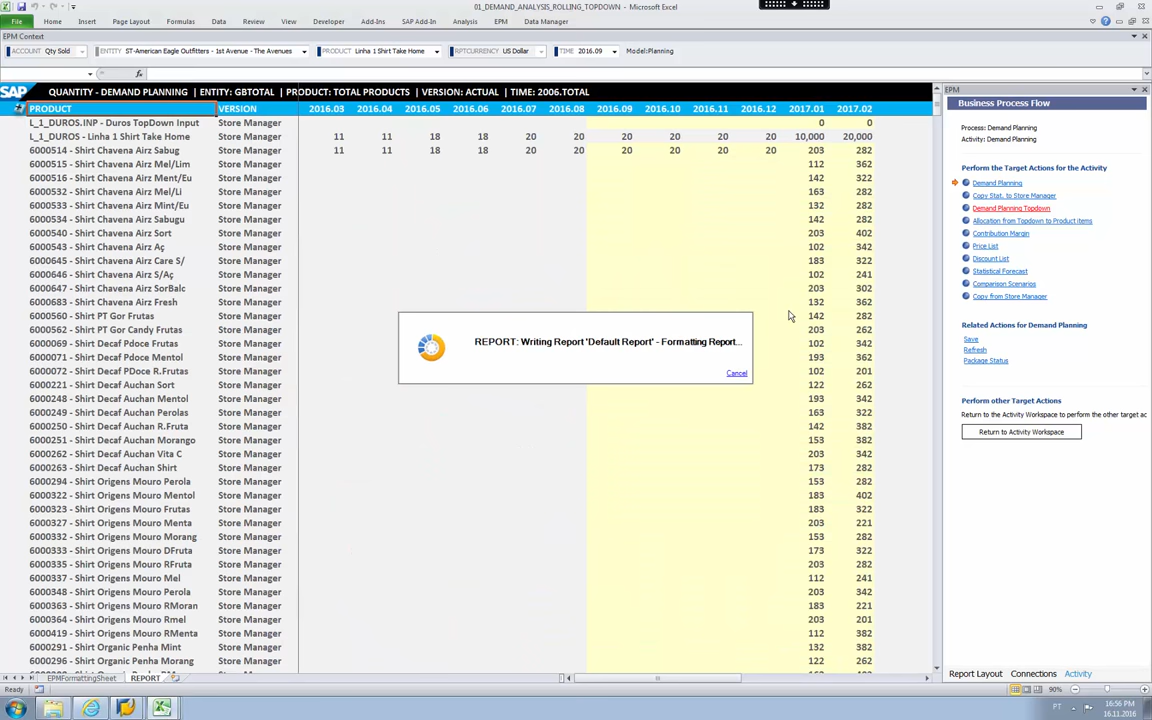 01_DEMAND_ANALYSIS_ROLLING_TOPDOWN - Microsoft Excel
File Home Insert Page Layout Formulas Data Review View Developer Add-Ins SAP Add-In Analysis EPM Data Manager
EPM Context
ACCOUNT Qty Sold ENTITY ST-American Eagle Outfitters - 1st Avenue - The Avenues PRODUCT Linha 1 Shirt Take Home RPTCURRENCY US Dollar TIME 2016.09 Model:Planning
fx
SAP QUANTITY - DEMAND PLANNING | ENTITY: GBTOTAL | PRODUCT: TOTAL PRODUCTS | VERSION: ACTUAL | TIME: 2006.TOTAL
PRODUCT VERSION 2016.03 2016.04 2016.05 2016.06 2016.07 2016.08 2016.09 2016.10 2016.11 2016.12 2017.01 2017.02
L_1_DUROS.INP - Duros TopDown Input Store Manager 0 0
L_1_DUROS - Linha 1 Shirt Take Home Store Manager 11 11 18 18 20 20 20 20 20 20 10,000 20,000
6000514 - Shirt Chavena Airz Sabug Store Manager 11 11 18 18 20 20 20 20 20 20 203 282
6000515 - Shirt Chavena Airz Mel/Lim Store Manager 112 362
6000516 - Shirt Chavena Airz Ment/Eu Store Manager 142 322
6000532 - Shirt Chavena Airz Mel/Li Store Manager 163 282
6000533 - Shirt Chavena Airz Mint/Eu Store Manager 132 282
6000534 - Shirt Chavena Airz Sabugu Store Manager 142 282
6000540 - Shirt Chavena Airz Sort Store Manager 203 402
6000543 - Shirt Chavena Airz Aç Store Manager 102 342
6000645 - Shirt Chavena Airz Care S/ Store Manager 183 322
6000646 - Shirt Chavena Airz S/Aç Store Manager 102 241
6000647 - Shirt Chavena Airz SorBalc Store Manager 203 302
6000683 - Shirt Chavena Airz Fresh Store Manager 132 362
6000560 - Shirt PT Gor Frutas Store Manager 142 282
6000562 - Shirt PT Gor Candy Frutas Store Manager 203 262
6000069 - Shirt Decaf Pdoce Frutas Store Manager 102 342
6000071 - Shirt Decaf Pdoce Mentol Store Manager 193 362
6000072 - Shirt Decaf PDoce R.Frutas Store Manager 102 201
6000221 - Shirt Decaf Auchan Sort Store Manager 122 262
6000248 - Shirt Decaf Auchan Mentol Store Manager 193 342
6000249 - Shirt Decaf Auchan Perolas Store Manager 163 322
6000250 - Shirt Decaf Auchan R.Fruta Store Manager 142 382
6000251 - Shirt Decaf Auchan Morango Store Manager 153 382
6000262 - Shirt Decaf Auchan Vita C Store Manager 203 342
6000263 - Shirt Decaf Auchan Shirt Store Manager 173 282
6000294 - Shirt Origens Mouro Perola Store Manager 153 282
6000322 - Shirt Origens Mouro Mentol Store Manager 183 402
6000323 - Shirt Origens Mouro Frutas Store Manager 183 322
6000327 - Shirt Origens Mouro Menta Store Manager 203 221
6000332 - Shirt Origens Mouro Morang Store Manager 153 282
6000333 - Shirt Origens Mouro DFruta Store Manager 173 322
6000335 - Shirt Origens Mouro RFruta Store Manager 203 282
6000337 - Shirt Origens Mouro Mel Store Manager 112 241
6000348 - Shirt Origens Mouro Perola Store Manager 203 342
6000363 - Shirt Origens Mouro RMoran Store Manager 183 221
6000364 - Shirt Origens Mouro Rmel Store Manager 203 201
6000419 - Shirt Origens Mouro RMenta Store Manager 112 382
6000291 - Shirt Organic Penha Mint Store Manager 132 382
6000296 - Shirt Organic Penha Morang Store Manager 122 262
REPORT: Writing Report 'Default Report' - Formatting Report...
Cancel
EPM
Business Process Flow
Process: Demand Planning
Activity: Demand Planning
Perform the Target Actions for the Activity
Demand Planning
Copy Stat. to Store Manager
Demand Planning Topdown
Allocation from Topdown to Product items
Contribution Margin
Price List
Discount List
Statistical Forecast
Comparison Scenarios
Copy from Store Manager
Related Actions for Demand Planning
Save
Refresh
Package Status
Perform other Target Actions
Return to the Activity Workspace to perform the other target ac
Return to Activity Workspace
Report Layout Connections Activity
EPMFormattingSheet REPORT
Ready 90%
PT 16:56 PM
16.11.2016